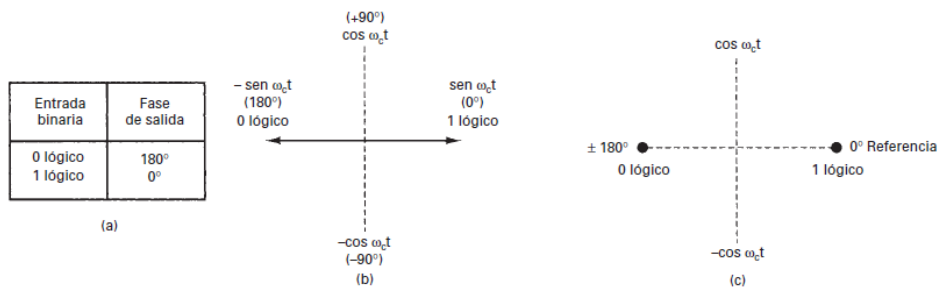 Entrada binaria
Fase de salida
0 lógico 180°
1 lógico 0°
(a)
(+90°)
cos ωct
– sen ωct
(180°)
0 lógico
sen ωct
(0°)
1 lógico
–cos ωct
(–90°)
(b)
cos ωct
± 180°
0 lógico
0° Referencia
1 lógico
–cos ωct
(c)